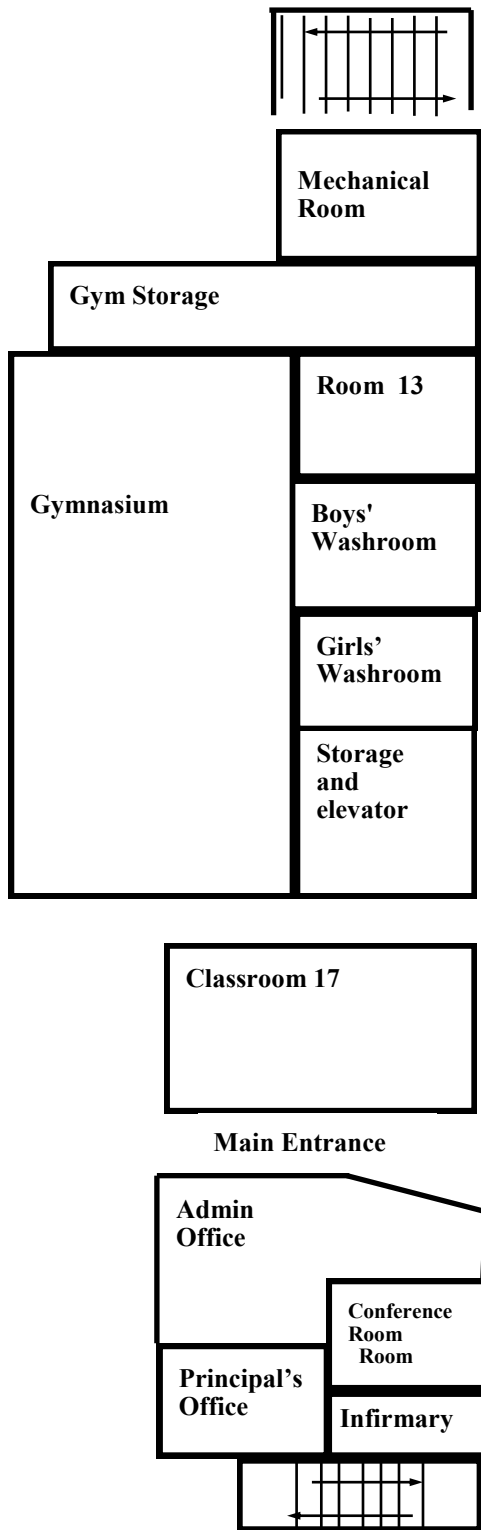 Mechanical
Room
Gym Storage
Room 13
Gymnasium
Boys'
Washroom
Girls’
Washroom
Storage
and
elevator
Classroom 17
Main Entrance
Admin
Office
Conference
Room
Room
Principal’s
Office
Infirmary